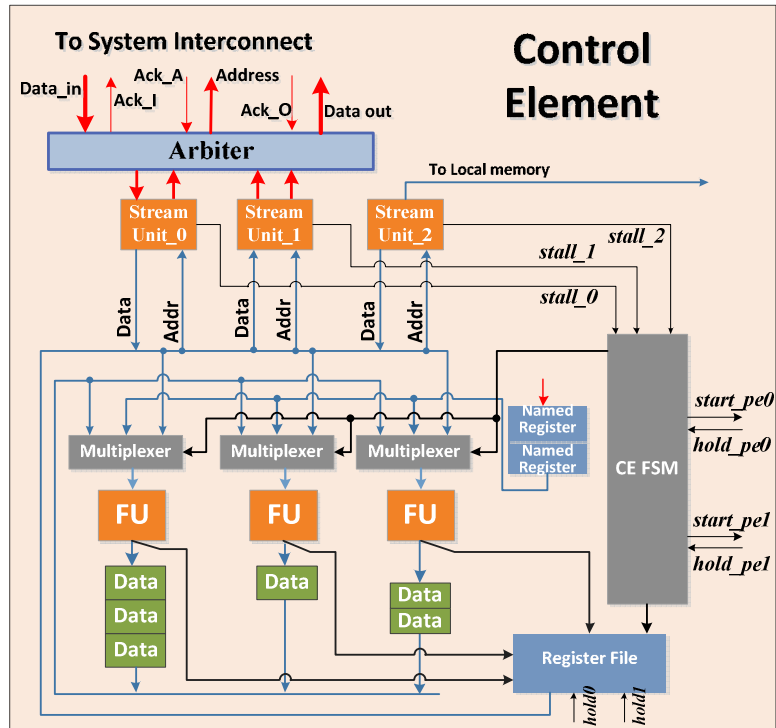 To System Interconnect
Control
Element
Data_in
Ack_I
Ack_A
Address
Ack_O
Data out
Arbiter
To Local memory
Stream
Unit_0
Stream
Unit_1
Stream
Unit_2
stall_2
stall_1
stall_0
Data
Addr
Data
Addr
Data
Addr
Multiplexer
Multiplexer
Multiplexer
Named
Register
Named
Register
CE FSM
start_pe0
hold_pe0
start_pe1
hold_pe1
FU
FU
FU
Data
Data
Data
Data
Data
Data
Register File
hold0
hold1